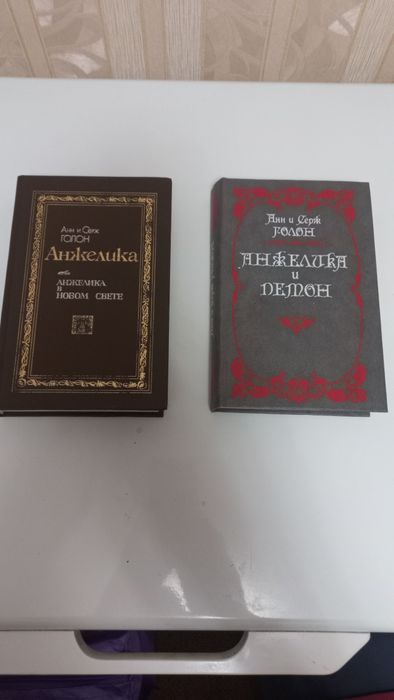 Анн и Серж
ГОЛОН
Анжелика
АНЖЕЛИКА
В
НОВОМ СВЕТЕ
Анн и Серж
ГОЛОН
АНЖЕЛИКА
И
ДЕМОН